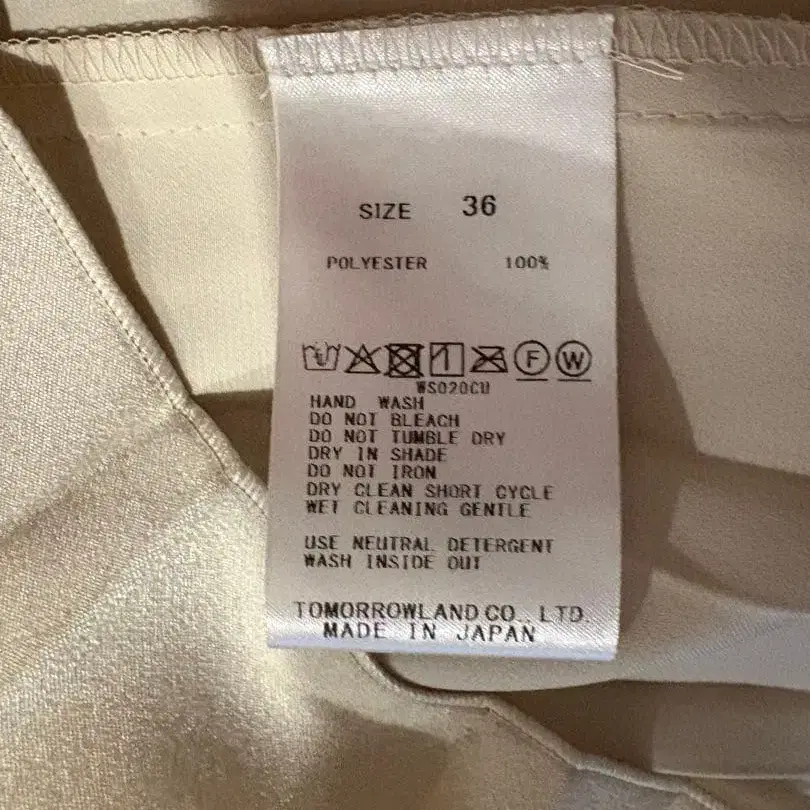 SIZE 36
POLYESTER 100%
F W
WS020CU
HAND WASH
DO NOT BLEACH
DO NOT TUMBLE DRY
DRY IN SHADE
DO NOT IRON
DRY CLEAN SHORT CYCLE
WET CLEANING GENTLE
USE NEUTRAL DETERGENT
WASH INSIDE OUT
TOMORROWLAND CO., LTD.
MADE IN JAPAN